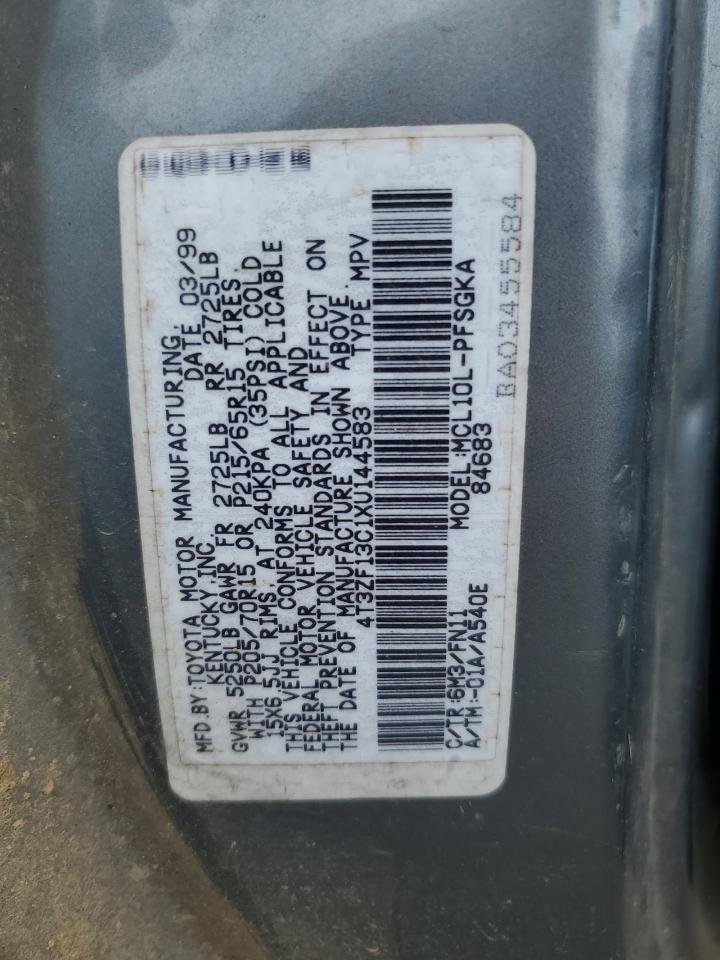 MFD.BY:TOYOTA MOTOR MANUFACTURING,
KENTUCKY,INC. DATE 03/99
GVWR 5250LB GAWR FR 2725LB RR 2725LB
WITH P205/70R15 OR P215/65R15 TIRES,
15X6.5JJ RIMS AT 240KPA (35PSI) COLD
THIS VEHICLE CONFORMS TO ALL APPLICABLE
FEDERAL MOTOR VEHICLE SAFETY AND
THEFT PREVENTION STANDARDS IN EFFECT ON
THE DATE OF MANUFACTURE SHOWN ABOVE.
4T3ZF13C1XU144583 TYPE MPV
C/TR:6M3/FN11 MODEL:MCL10L-PFSGKA
A/TM:-01A/A540E 84683
BA03455584